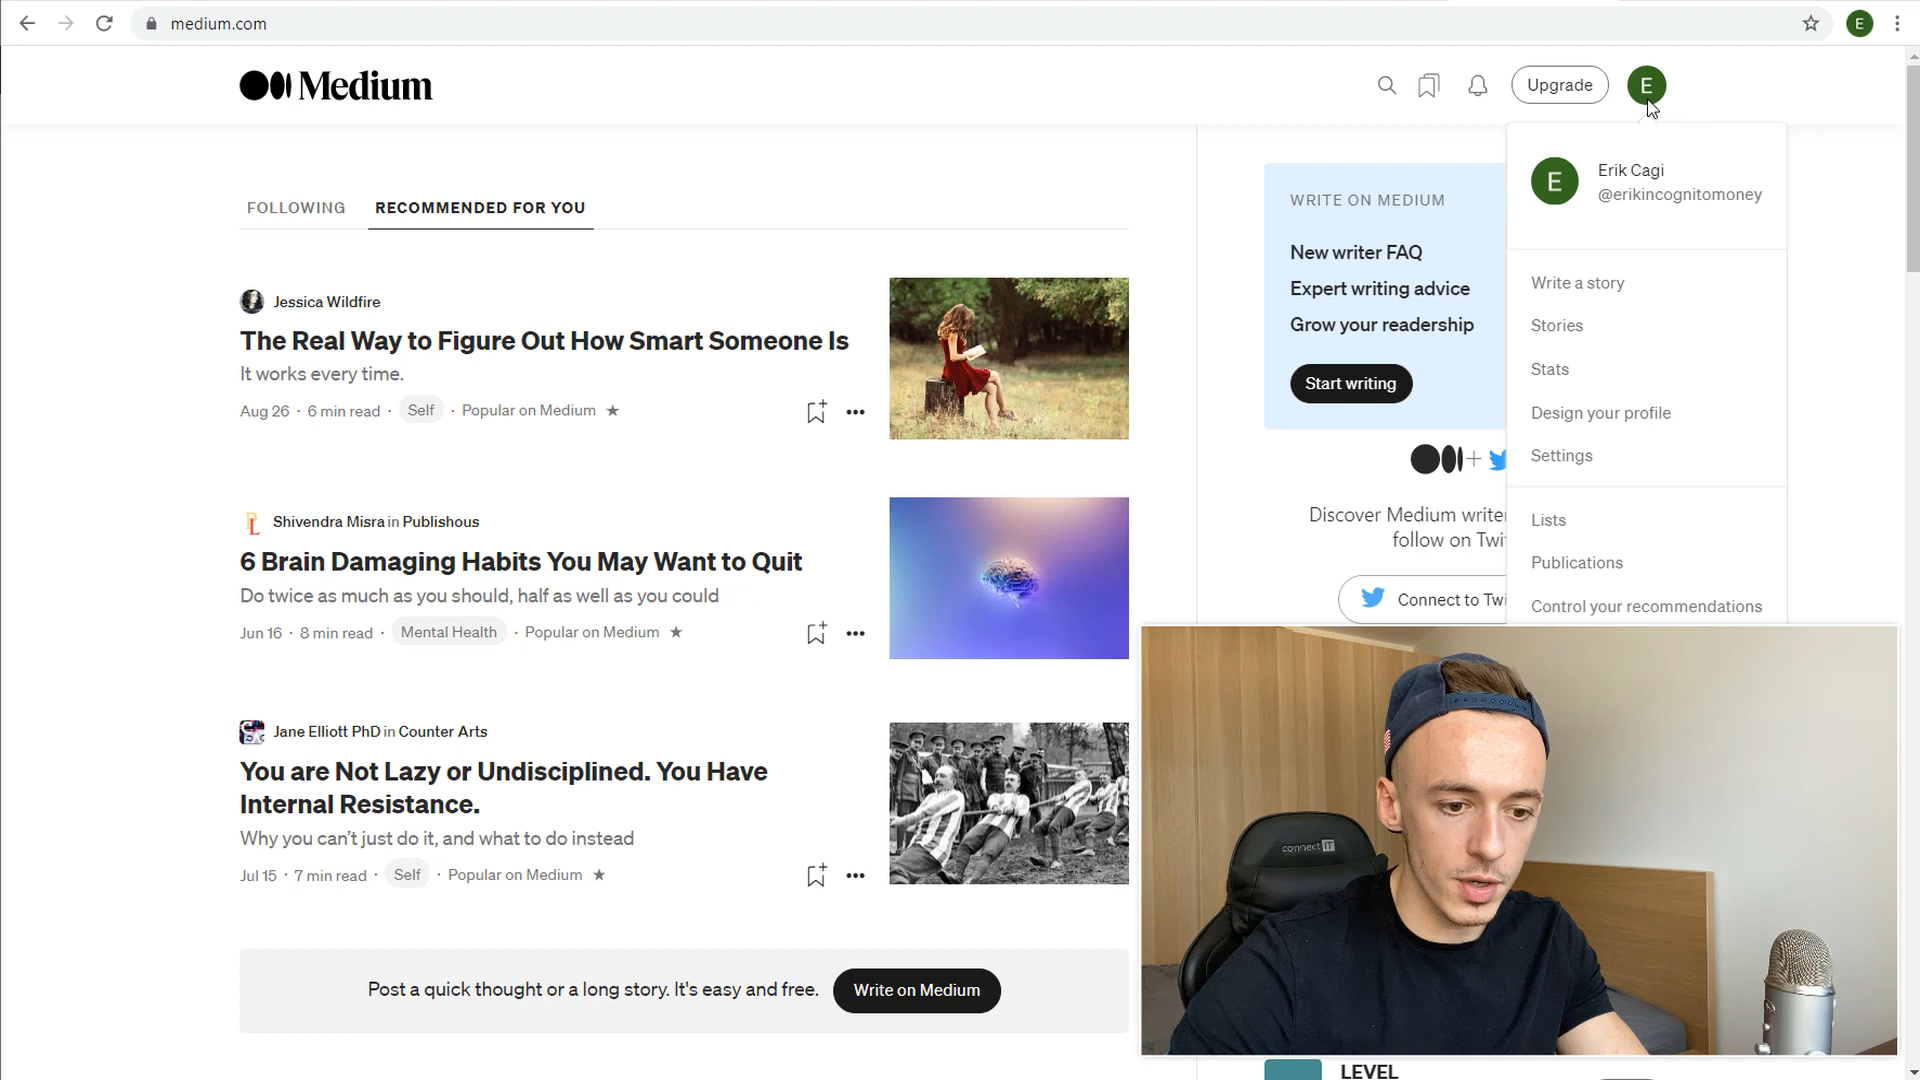 medium.com
E
Medium
Upgrade
E
E
Erik Cagi
@erikincognitomoney
Write a story
Stories
Stats
Design your profile
Settings
Lists
Publications
Control your recommendations
FOLLOWING
RECOMMENDED FOR YOU
Jessica Wildfire
The Real Way to Figure Out How Smart Someone Is
It works every time.
Aug 26 · 6 min read · Self · Popular on Medium ★
Shivendra Misra in Publishous
6 Brain Damaging Habits You May Want to Quit
Do twice as much as you should, half as well as you could
Jun 16 · 8 min read · Mental Health · Popular on Medium ★
Jane Elliott PhD in Counter Arts
You are Not Lazy or Undisciplined. You Have
Internal Resistance.
Why you can't just do it, and what to do instead
Jul 15 · 7 min read · Self · Popular on Medium ★
Post a quick thought or a long story. It's easy and free.
Write on Medium
WRITE ON MEDIUM
New writer FAQ
Expert writing advice
Grow your readership
Start writing
Discover Medium write
follow on Twi
Connect to Twi
connect IT
LEVEL